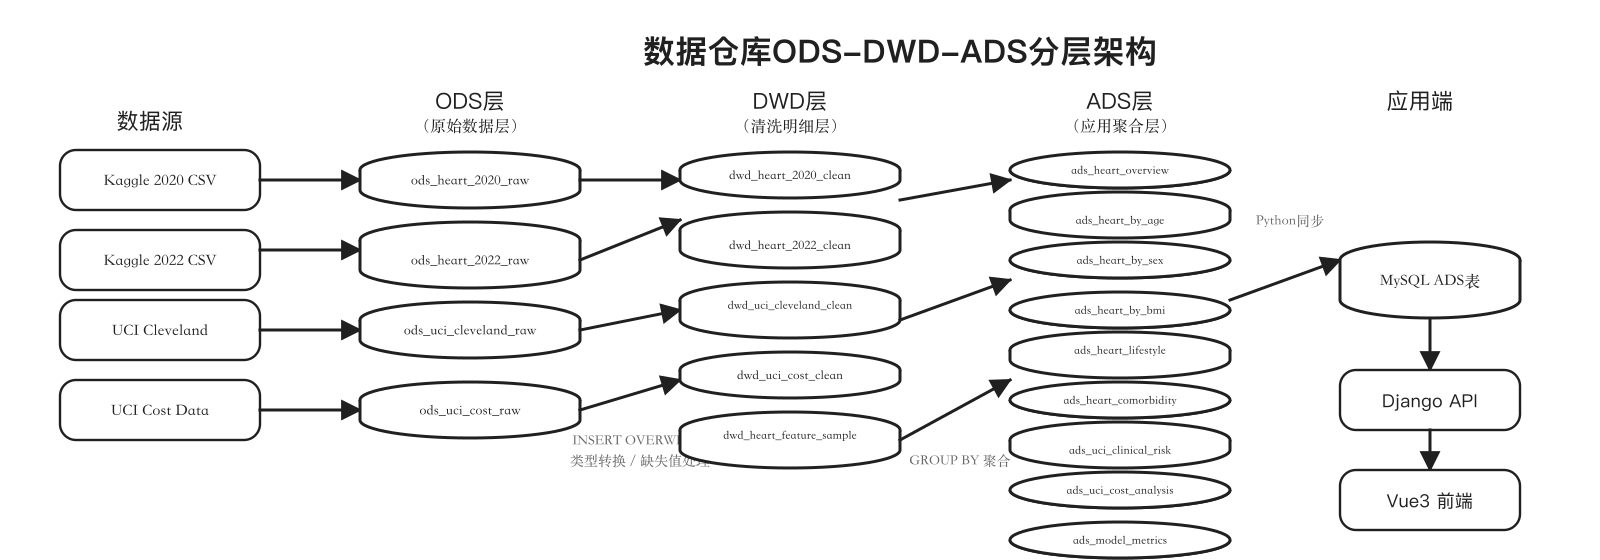 数据仓库ODS–DWD–ADS分层架构
数据源
ODS层
（原始数据层）
DWD层
（清洗明细层）
ADS层
（应用聚合层）
应用端
Kaggle 2020 CSV
Kaggle 2022 CSV
UCI Cleveland
UCI Cost Data
ods_heart_2020_raw
ods_heart_2022_raw
ods_uci_cleveland_raw
ods_uci_cost_raw
INSERT OVERW
类型转换 / 缺失值处理
dwd_heart_2020_clean
dwd_heart_2022_clean
dwd_uci_cleveland_clean
dwd_uci_cost_clean
dwd_heart_feature_sample
GROUP BY 聚合
ads_heart_overview
ads_heart_by_age
ads_heart_by_sex
ads_heart_by_bmi
ads_heart_lifestyle
ads_heart_comorbidity
ads_uci_clinical_risk
ads_uci_cost_analysis
ads_model_metrics
Python同步
MySQL ADS表
Django API
Vue3 前端